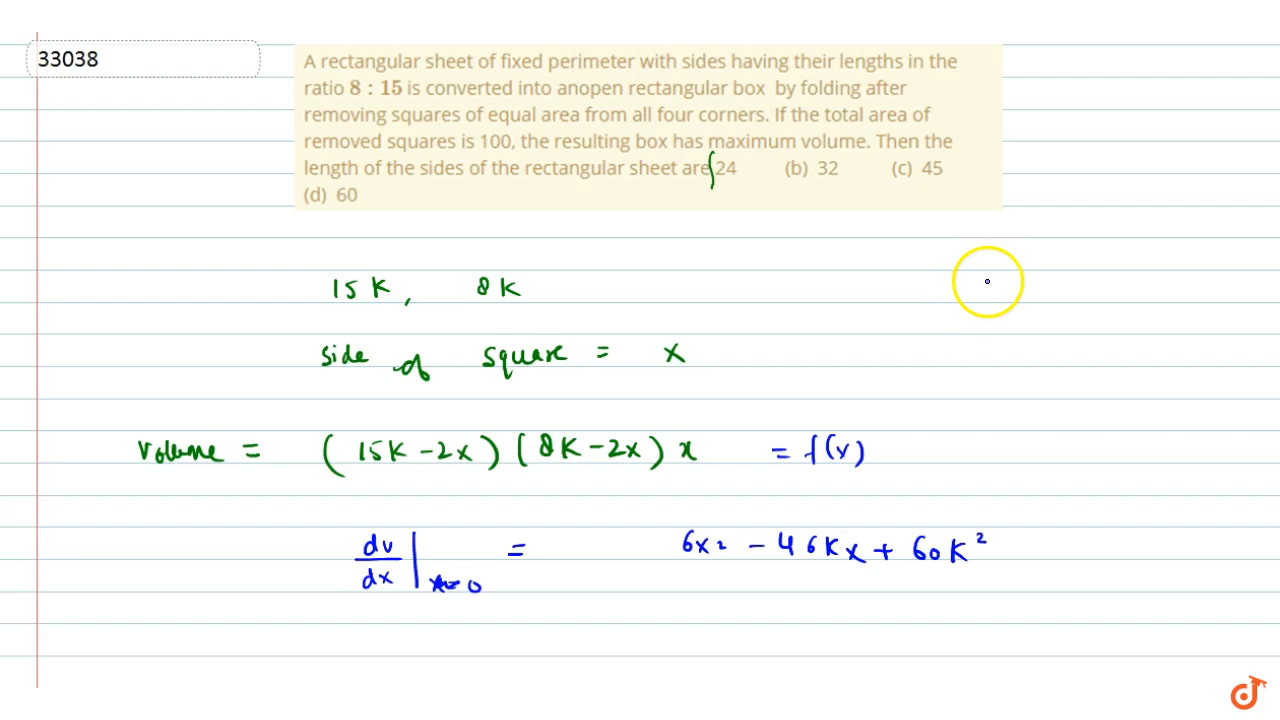 33038
A rectangular sheet of fixed perimeter with sides having their lengths in the
ratio 8 : 15 is converted into anopen rectangular box by folding after
removing squares of equal area from all four corners. If the total area of
removed squares is 100, the resulting box has maximum volume. Then the
length of the sides of the rectangular sheet are 24 (b) 32 (c) 45
(d) 60
15K, 8K
side of square = x
Volume = (15K-2x)(8K-2x)x = f(x)
dv/dx|x=0 = 6x2 - 46Kx + 60K²